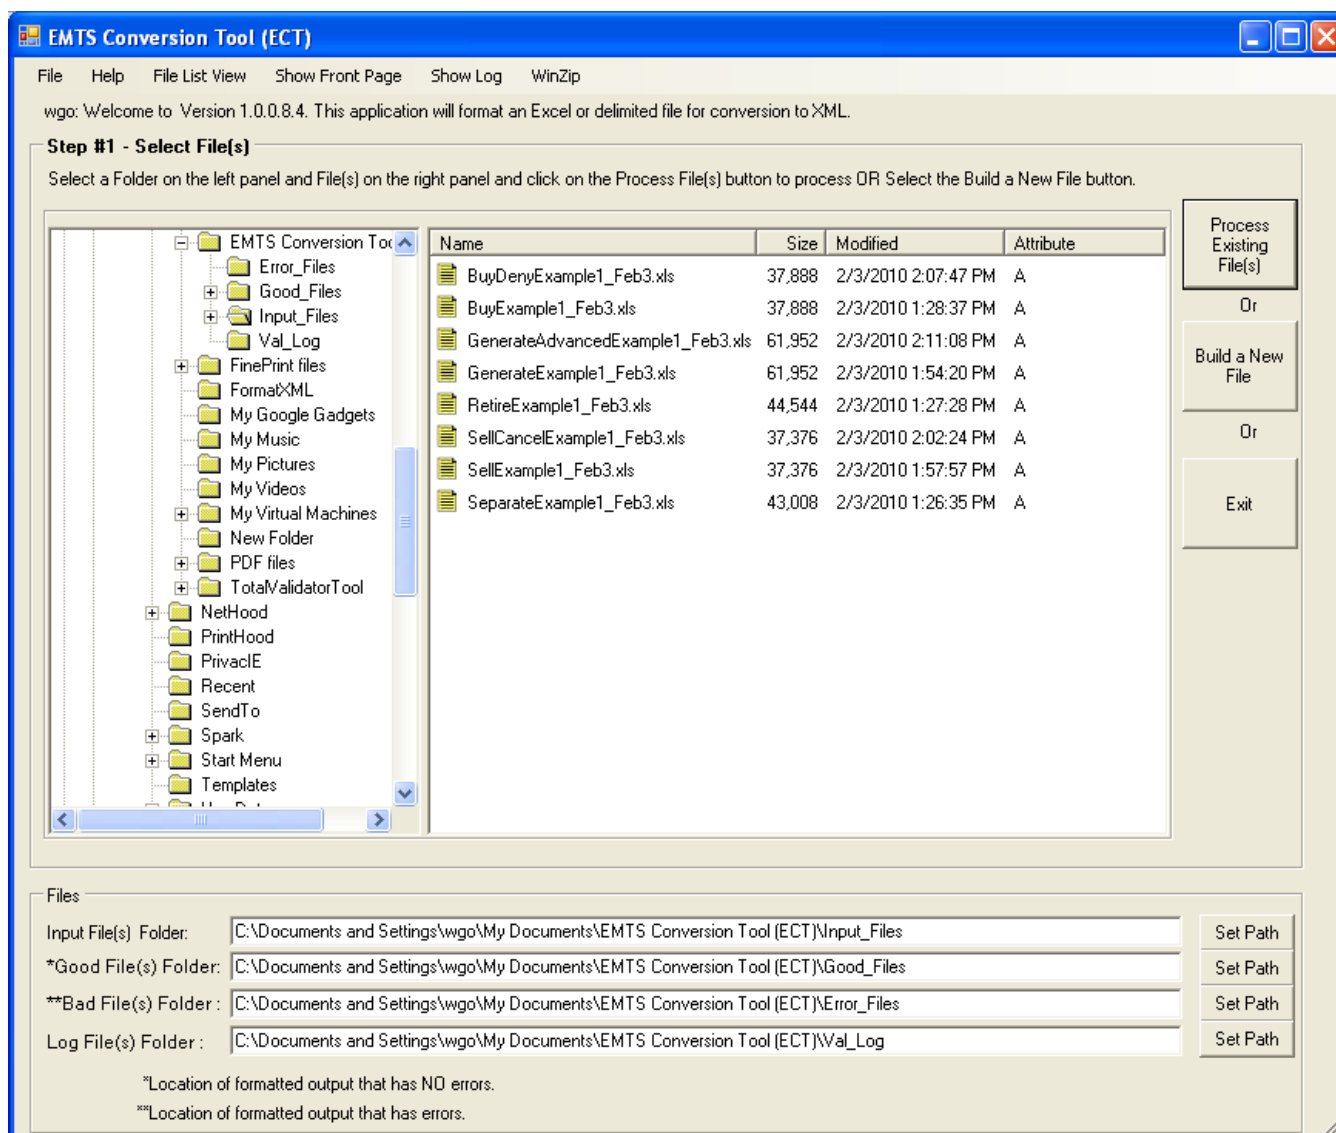 EMTS Conversion Tool (ECT)
File Help File List View Show Front Page Show Log WinZip
wgo: Welcome to Version 1.0.0.8.4. This application will format an Excel or delimited file for conversion to XML.
Step #1 - Select File(s)
Select a Folder on the left panel and File(s) on the right panel and click on the Process File(s) button to process OR Select the Build a New File button.
EMTS Conversion Too
Error_Files
Good_Files
Input_Files
Val_Log
FinePrint files
FormatXML
My Google Gadgets
My Music
My Pictures
My Videos
My Virtual Machines
New Folder
PDF files
TotalValidatorTool
NetHood
PrintHood
PrivacIE
Recent
SendTo
Spark
Start Menu
Templates
Name Size Modified Attribute
BuyDenyExample1_Feb3.xls 37,888 2/3/2010 2:07:47 PM A
BuyExample1_Feb3.xls 37,888 2/3/2010 1:28:37 PM A
GenerateAdvancedExample1_Feb3.xls 61,952 2/3/2010 2:11:08 PM A
GenerateExample1_Feb3.xls 61,952 2/3/2010 1:54:20 PM A
RetireExample1_Feb3.xls 44,544 2/3/2010 1:27:28 PM A
SellCancelExample1_Feb3.xls 37,376 2/3/2010 2:02:24 PM A
SellExample1_Feb3.xls 37,376 2/3/2010 1:57:57 PM A
SeparateExample1_Feb3.xls 43,008 2/3/2010 1:26:35 PM A
Process
Existing
File(s)
Or
Build a New
File
Or
Exit
Files
Input File(s) Folder: C:\Documents and Settings\wgo\My Documents\EMTS Conversion Tool (ECT)\Input_Files Set Path
*Good File(s) Folder: C:\Documents and Settings\wgo\My Documents\EMTS Conversion Tool (ECT)\Good_Files Set Path
**Bad File(s) Folder : C:\Documents and Settings\wgo\My Documents\EMTS Conversion Tool (ECT)\Error_Files Set Path
Log File(s) Folder : C:\Documents and Settings\wgo\My Documents\EMTS Conversion Tool (ECT)\Val_Log Set Path
*Location of formatted output that has NO errors.
**Location of formatted output that has errors.